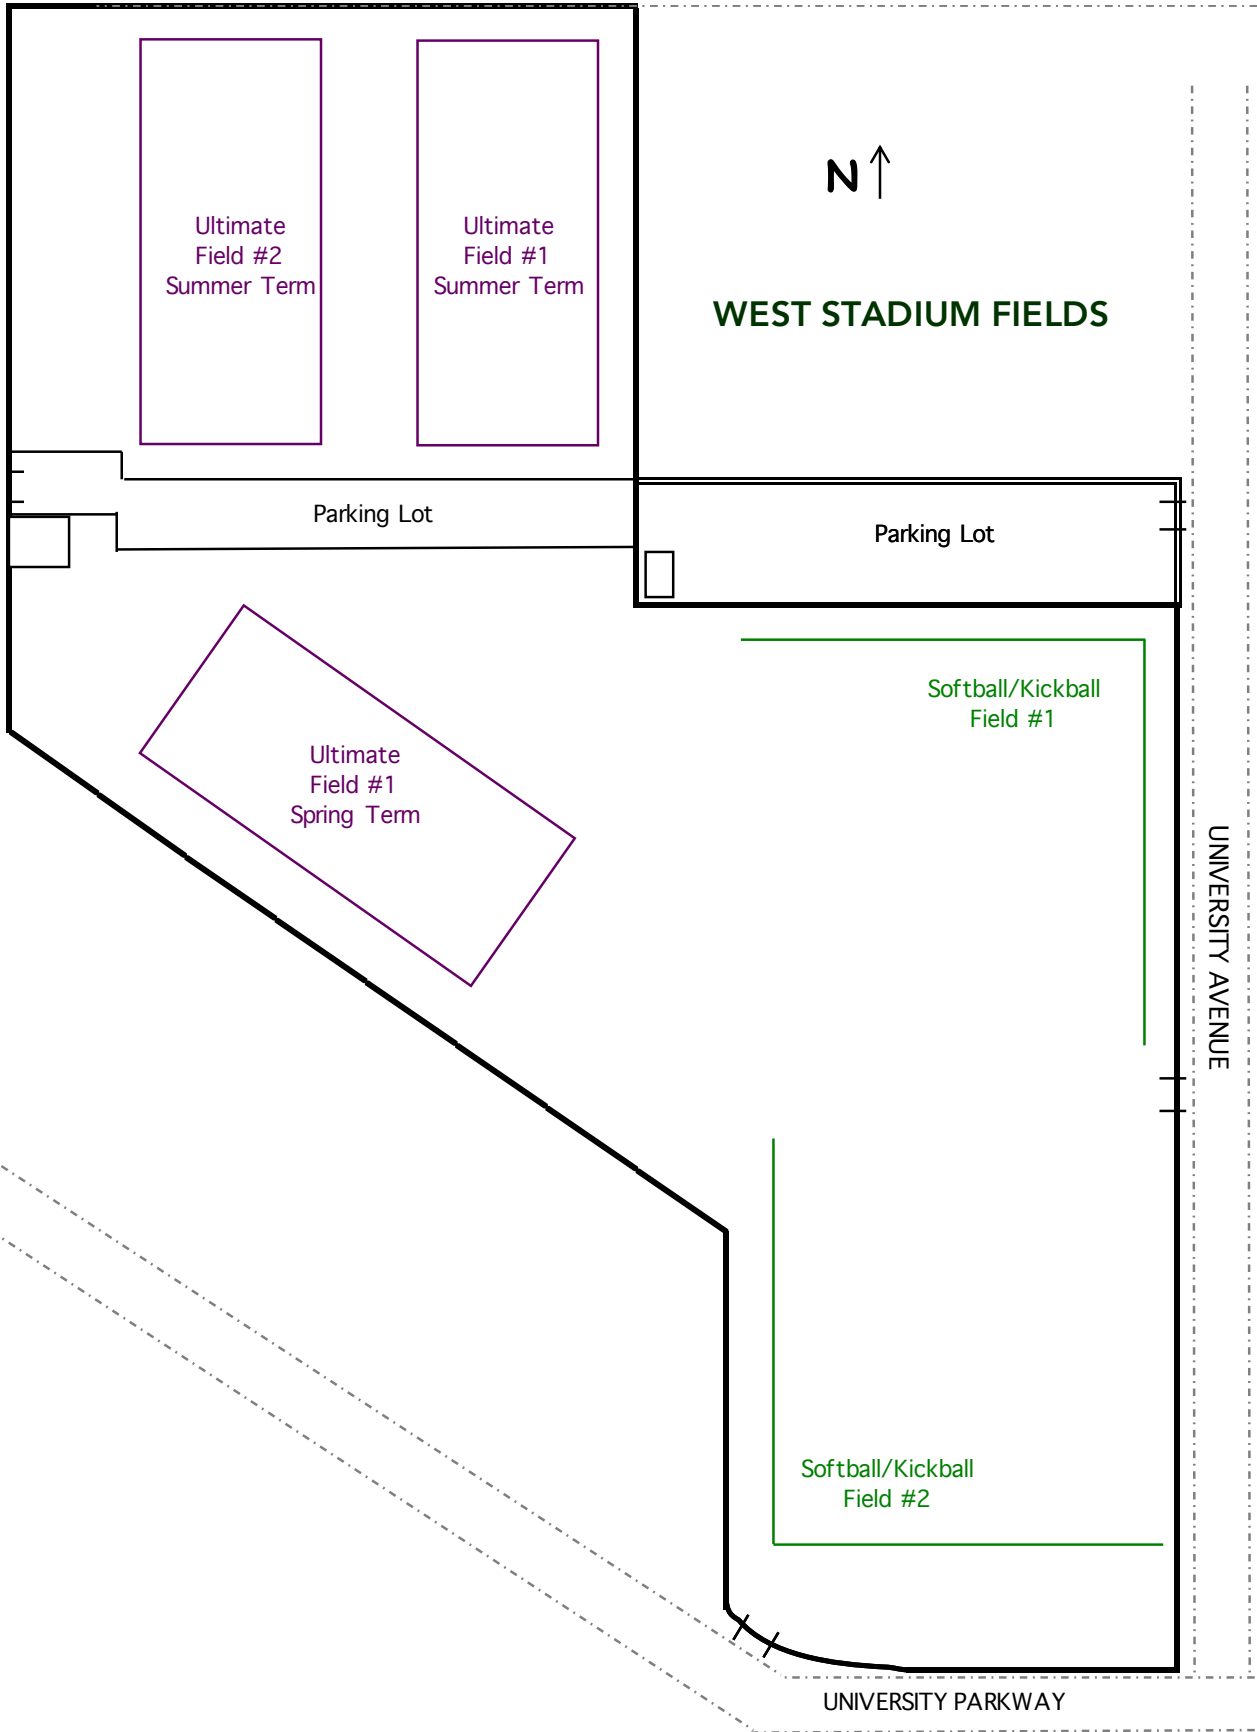 N
Ultimate
Field #2
Summer Term
Ultimate
Field #1
Summer Term
WEST STADIUM FIELDS
Parking Lot
Parking Lot
Softball/Kickball
Field #1
Ultimate
Field #1
Spring Term
UNIVERSITY AVENUE
Softball/Kickball
Field #2
UNIVERSITY PARKWAY